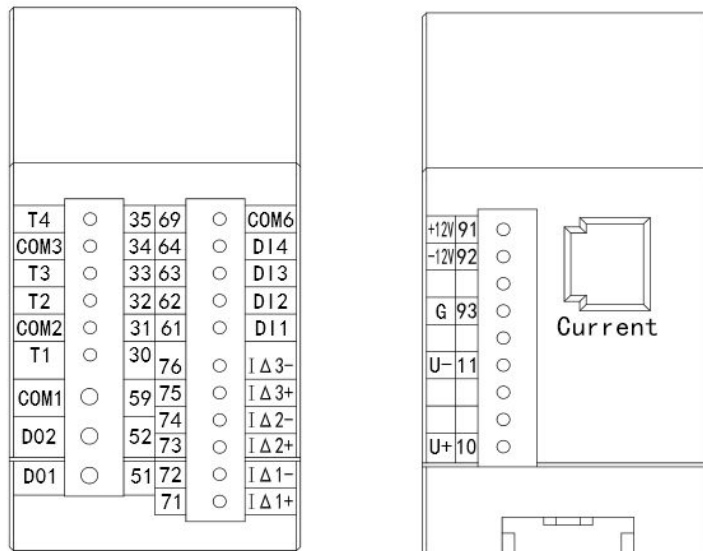 T4 35 69 COM6
COM3 34 64 DI4
T3 33 63 DI3
T2 32 62 DI2
COM2 31 61 DI1
T1 30 76 IΔ3-
COM1 59 75 IΔ3+
74 IΔ2-
DO2 52 73 IΔ2+
DO1 51 72 IΔ1-
71 IΔ1+
+12V 91
-12V 92
G 93
U- 11
U+ 10
Current